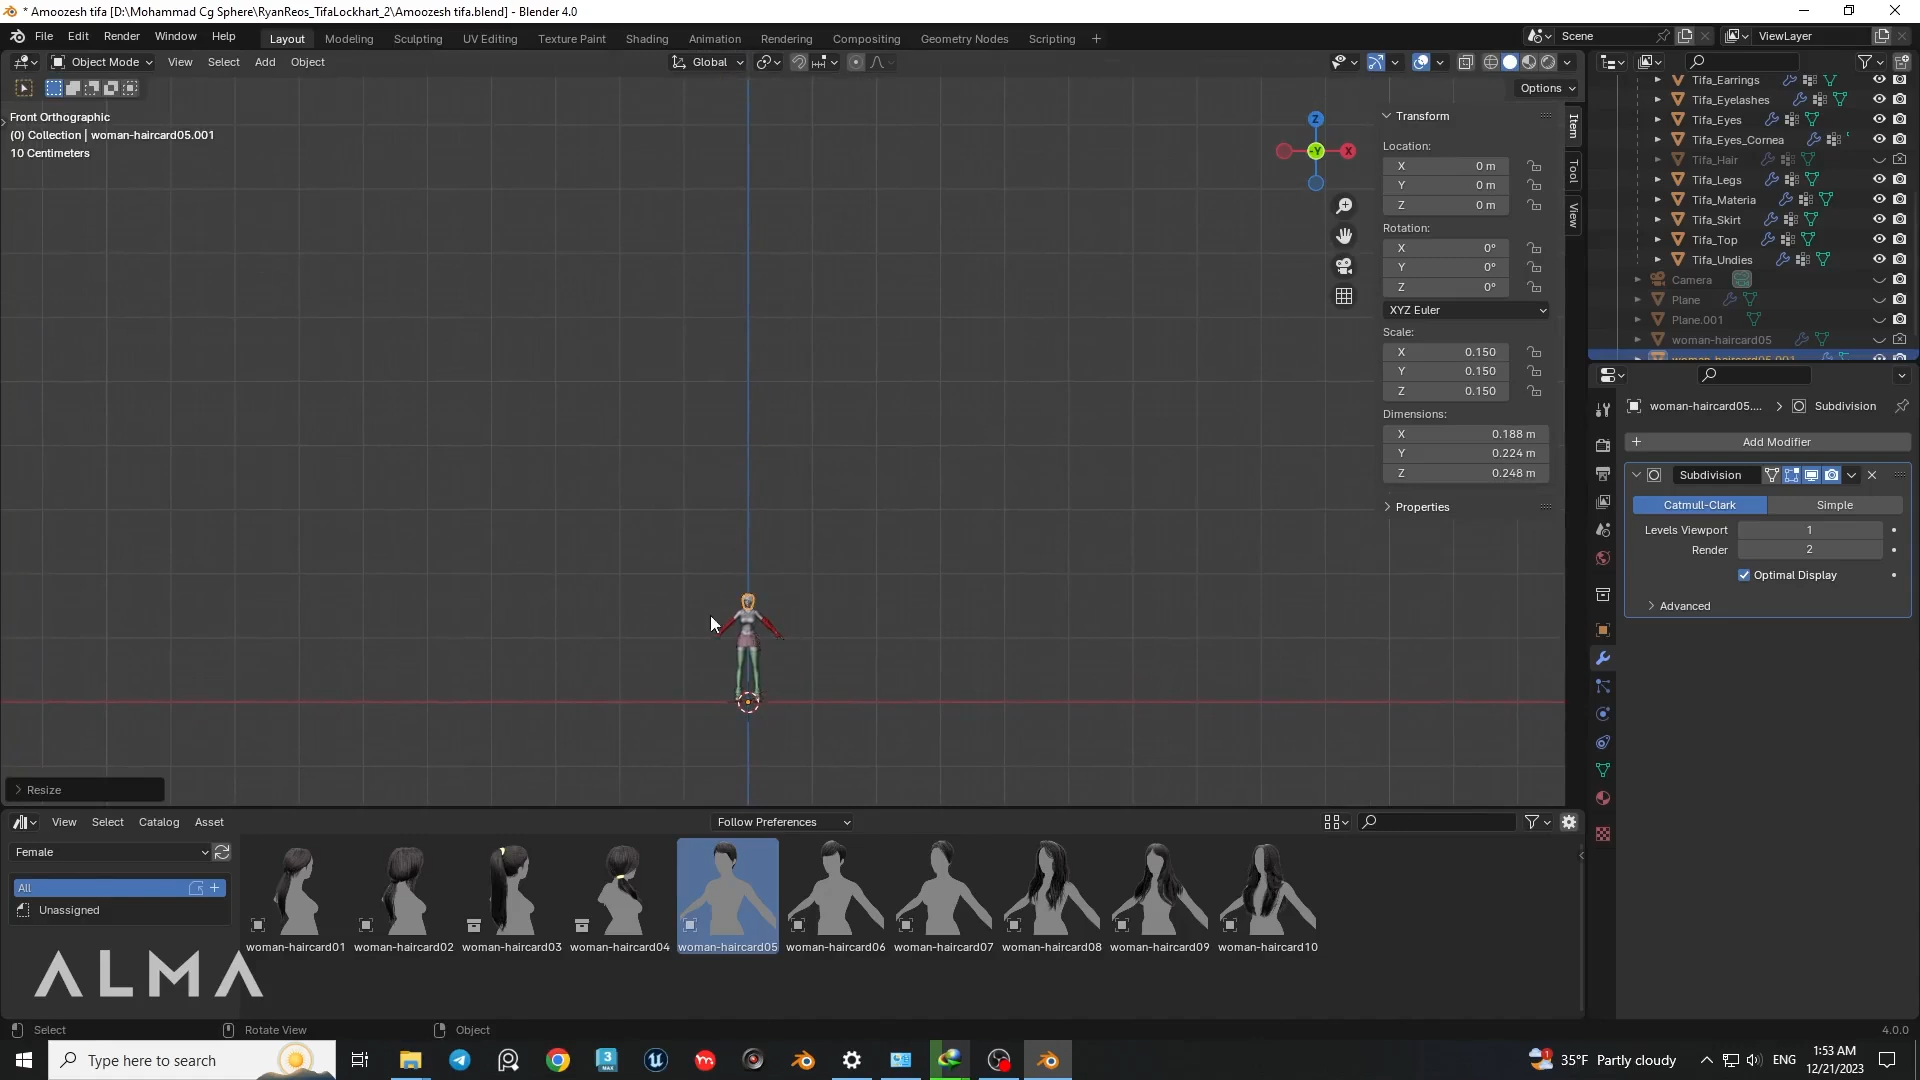 * Amoozesh tifa [D:\Mohammad Cg Sphere\RyanReos_TifaLockhart_2\Amoozesh tifa.blend] - Blender 4.0
File Edit Render Window Help
Layout Modeling Sculpting UV Editing Texture Paint Shading Animation Rendering Compositing Geometry Nodes Scripting +
Scene
ViewLayer
Object Mode View Select Add Object
Global
Options
Front Orthographic
(0) Collection | woman-haircard05.001
10 Centimeters
Z
-Y
X
Transform
Location:
X 0 m
Y 0 m
Z 0 m
Rotation:
X 0°
Y 0°
Z 0°
XYZ Euler
Scale:
X 0.150
Y 0.150
Z 0.150
Dimensions:
X 0.188 m
Y 0.224 m
Z 0.248 m
Properties
Item
Tool
View
Tifa_Earrings
Tifa_Eyelashes
Tifa_Eyes
Tifa_Eyes_Cornea
Tifa_Hair
Tifa_Legs
Tifa_Materia
Tifa_Skirt
Tifa_Top
Tifa_Undies
Camera
Plane
Plane.001
woman-haircard05
woman-haircard05.001
woman-haircard05.... > Subdivision
+ Add Modifier
Subdivision
Catmull-Clark Simple
Levels Viewport 1
Render 2
Optimal Display
Advanced
Resize
View Select Catalog Asset
Follow Preferences
Female
All
Unassigned
woman-haircard01 woman-haircard02 woman-haircard03 woman-haircard04 woman-haircard05 woman-haircard06 woman-haircard07 woman-haircard08 woman-haircard09 woman-haircard10
ALMA
Select Rotate View Object
4.0.0
Type here to search
35°F Partly cloudy
ENG
1:53 AM
12/21/2023